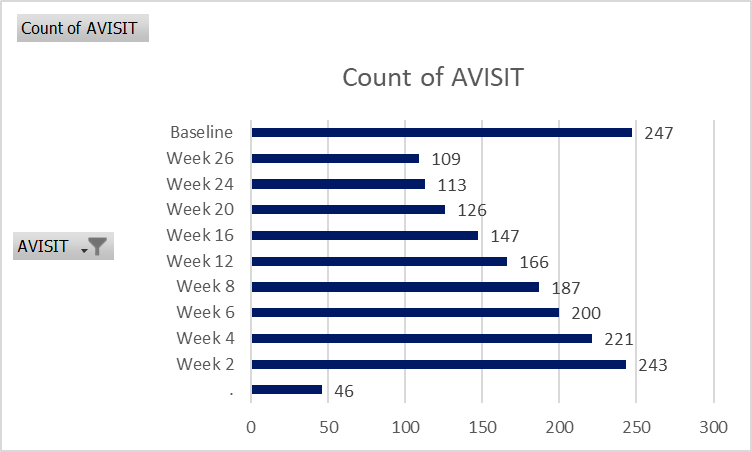 Count of AVISIT
Count of AVISIT
Baseline 247
Week 26 109
Week 24 113
Week 20 126
AVISIT
Week 16 147
Week 12 166
Week 8 187
Week 6 200
Week 4 221
Week 2 243
. 46
0 50 100 150 200 250 300